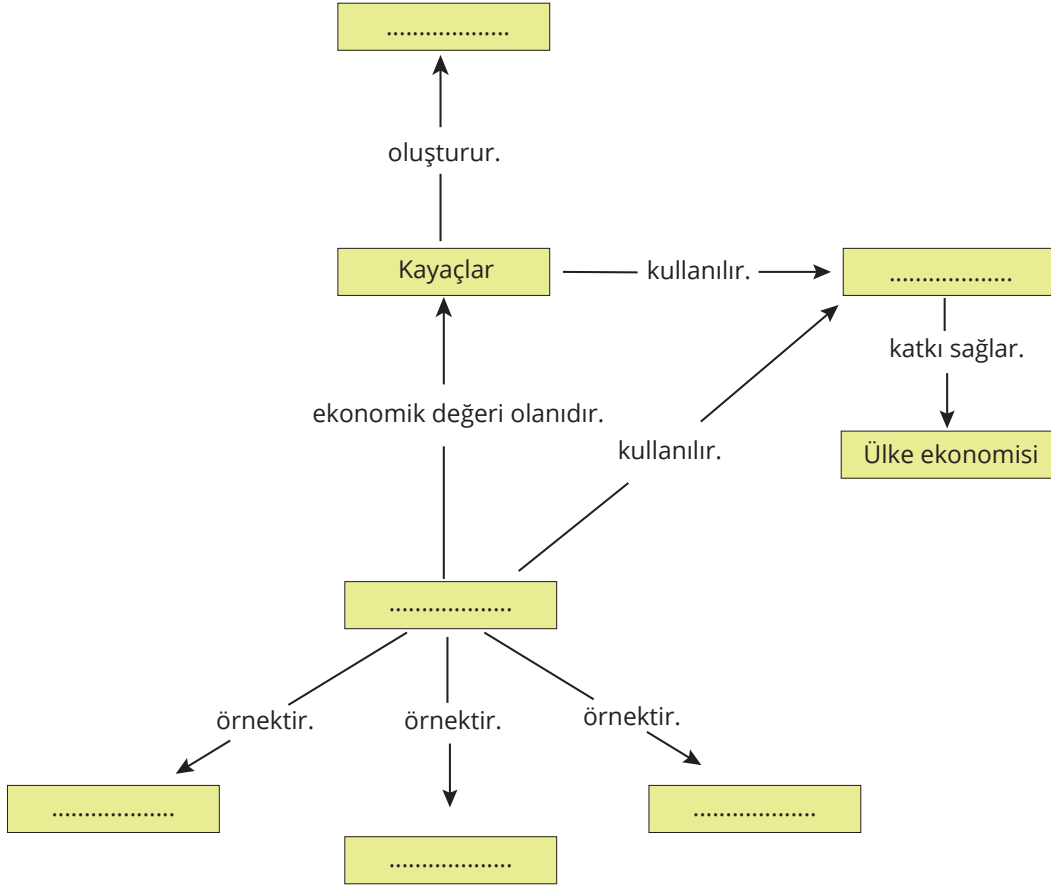 ...................
oluşturur.
Kayaçlar
kullanılır.
...................
katkı sağlar.
ekonomik değeri olanıdır.
kullanılır.
Ülke ekonomisi
...................
örnektir.
örnektir.
örnektir.
...................
...................
...................